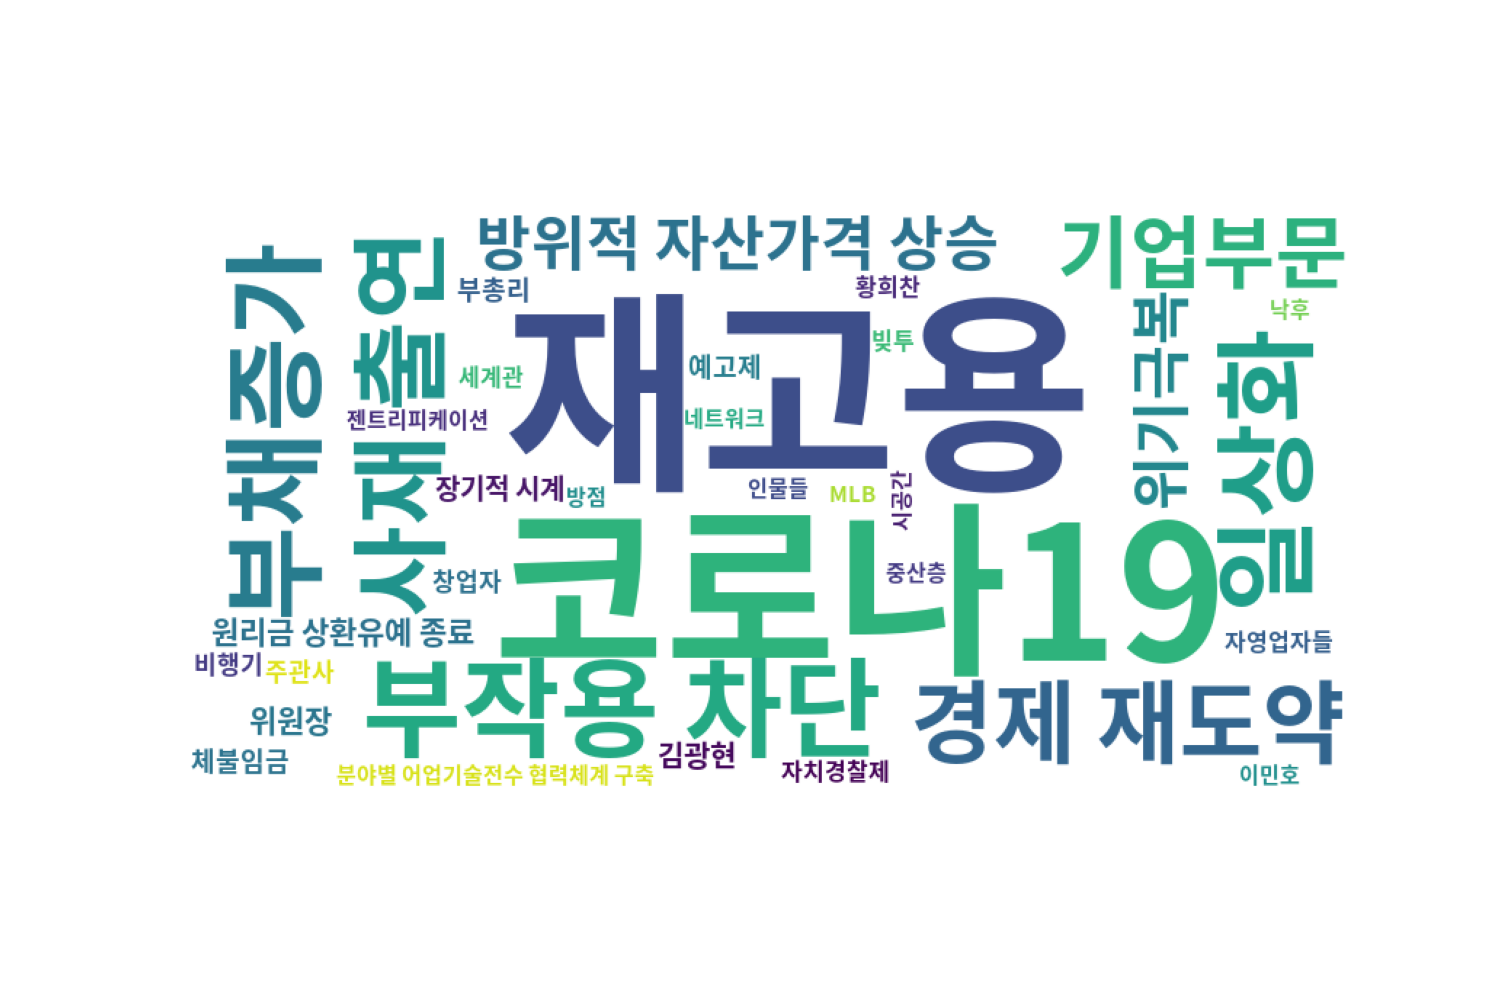 방위적 자산가격 상승
기업부문
부채증가
사재출연
부총리
황희찬
낙후
재고용
위기극복
일상화
빚투
예고제
세계관
젠트리피케이션
네트워크
장기적 시계
방점
인물들
MLB
시공간
코로나19
창업자
중산층
원리금 상환유예 종료
자영업자들
비행기
주관사
부작용 차단
경제 재도약
위원장
체불임금
김광현
자치경찰제
분야별 어업기술전수 협력체계 구축
이민호